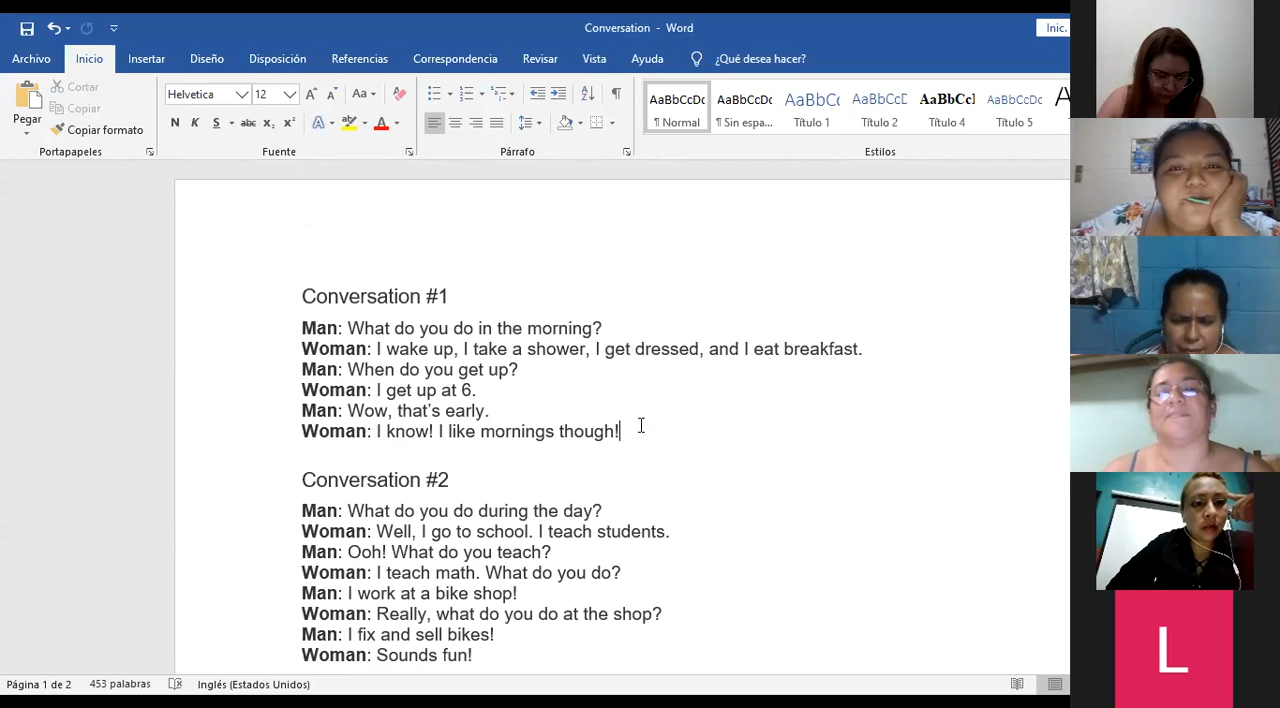 Conversation - Word
Inic.
Archivo Inicio Insertar Diseño Disposición Referencias Correspondencia Revisar Vista Ayuda ¿Qué desea hacer?
Pegar
Cortar
Copiar
Copiar formato
Portapapeles
Helvetica 12
Aa
N K S abc x₂ x² A A
Fuente
Párrafo
AaBbCcDc AaBbCcDc AaBbC AaBbCcD AaBbCcI AaBbCcDc
¶ Normal ¶ Sin espa... Título 1 Título 2 Título 4 Título 5
Estilos
Conversation #1
Man: What do you do in the morning?
Woman: I wake up, I take a shower, I get dressed, and I eat breakfast.
Man: When do you get up?
Woman: I get up at 6.
Man: Wow, that’s early.
Woman: I know! I like mornings though!
Conversation #2
Man: What do you do during the day?
Woman: Well, I go to school. I teach students.
Man: Ooh! What do you teach?
Woman: I teach math. What do you do?
Man: I work at a bike shop!
Woman: Really, what do you do at the shop?
Man: I fix and sell bikes!
Woman: Sounds fun!
Página 1 de 2 453 palabras Inglés (Estados Unidos)
L